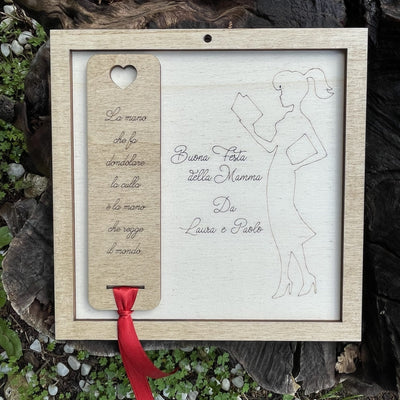 La mano
che fa
dondolare
la culla
è la mano
che regge
il mondo.
Buona Festa
della Mamma
Da
Laura e Paolo